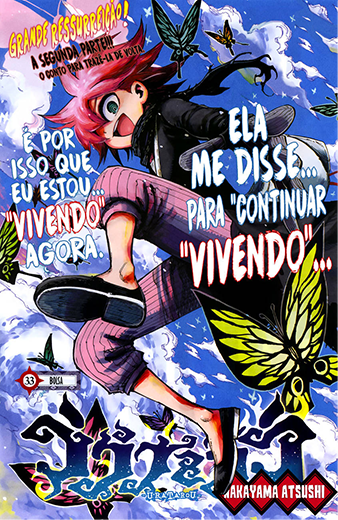 GRANDE RESSURREIÇÃO!
A SEGUNDA PARTE!!!
O CONTO PARA TRAZÊ-LA DE VOLTA
ELA
ME DISSE...
PARA "CONTINUAR
"VIVENDO"...
E POR
ISSO QUE
EU ESTOU...
"VIVENDO"
AGORA.
33
BOLSA
URATAROU
NAKAYAMA ATSUSHI